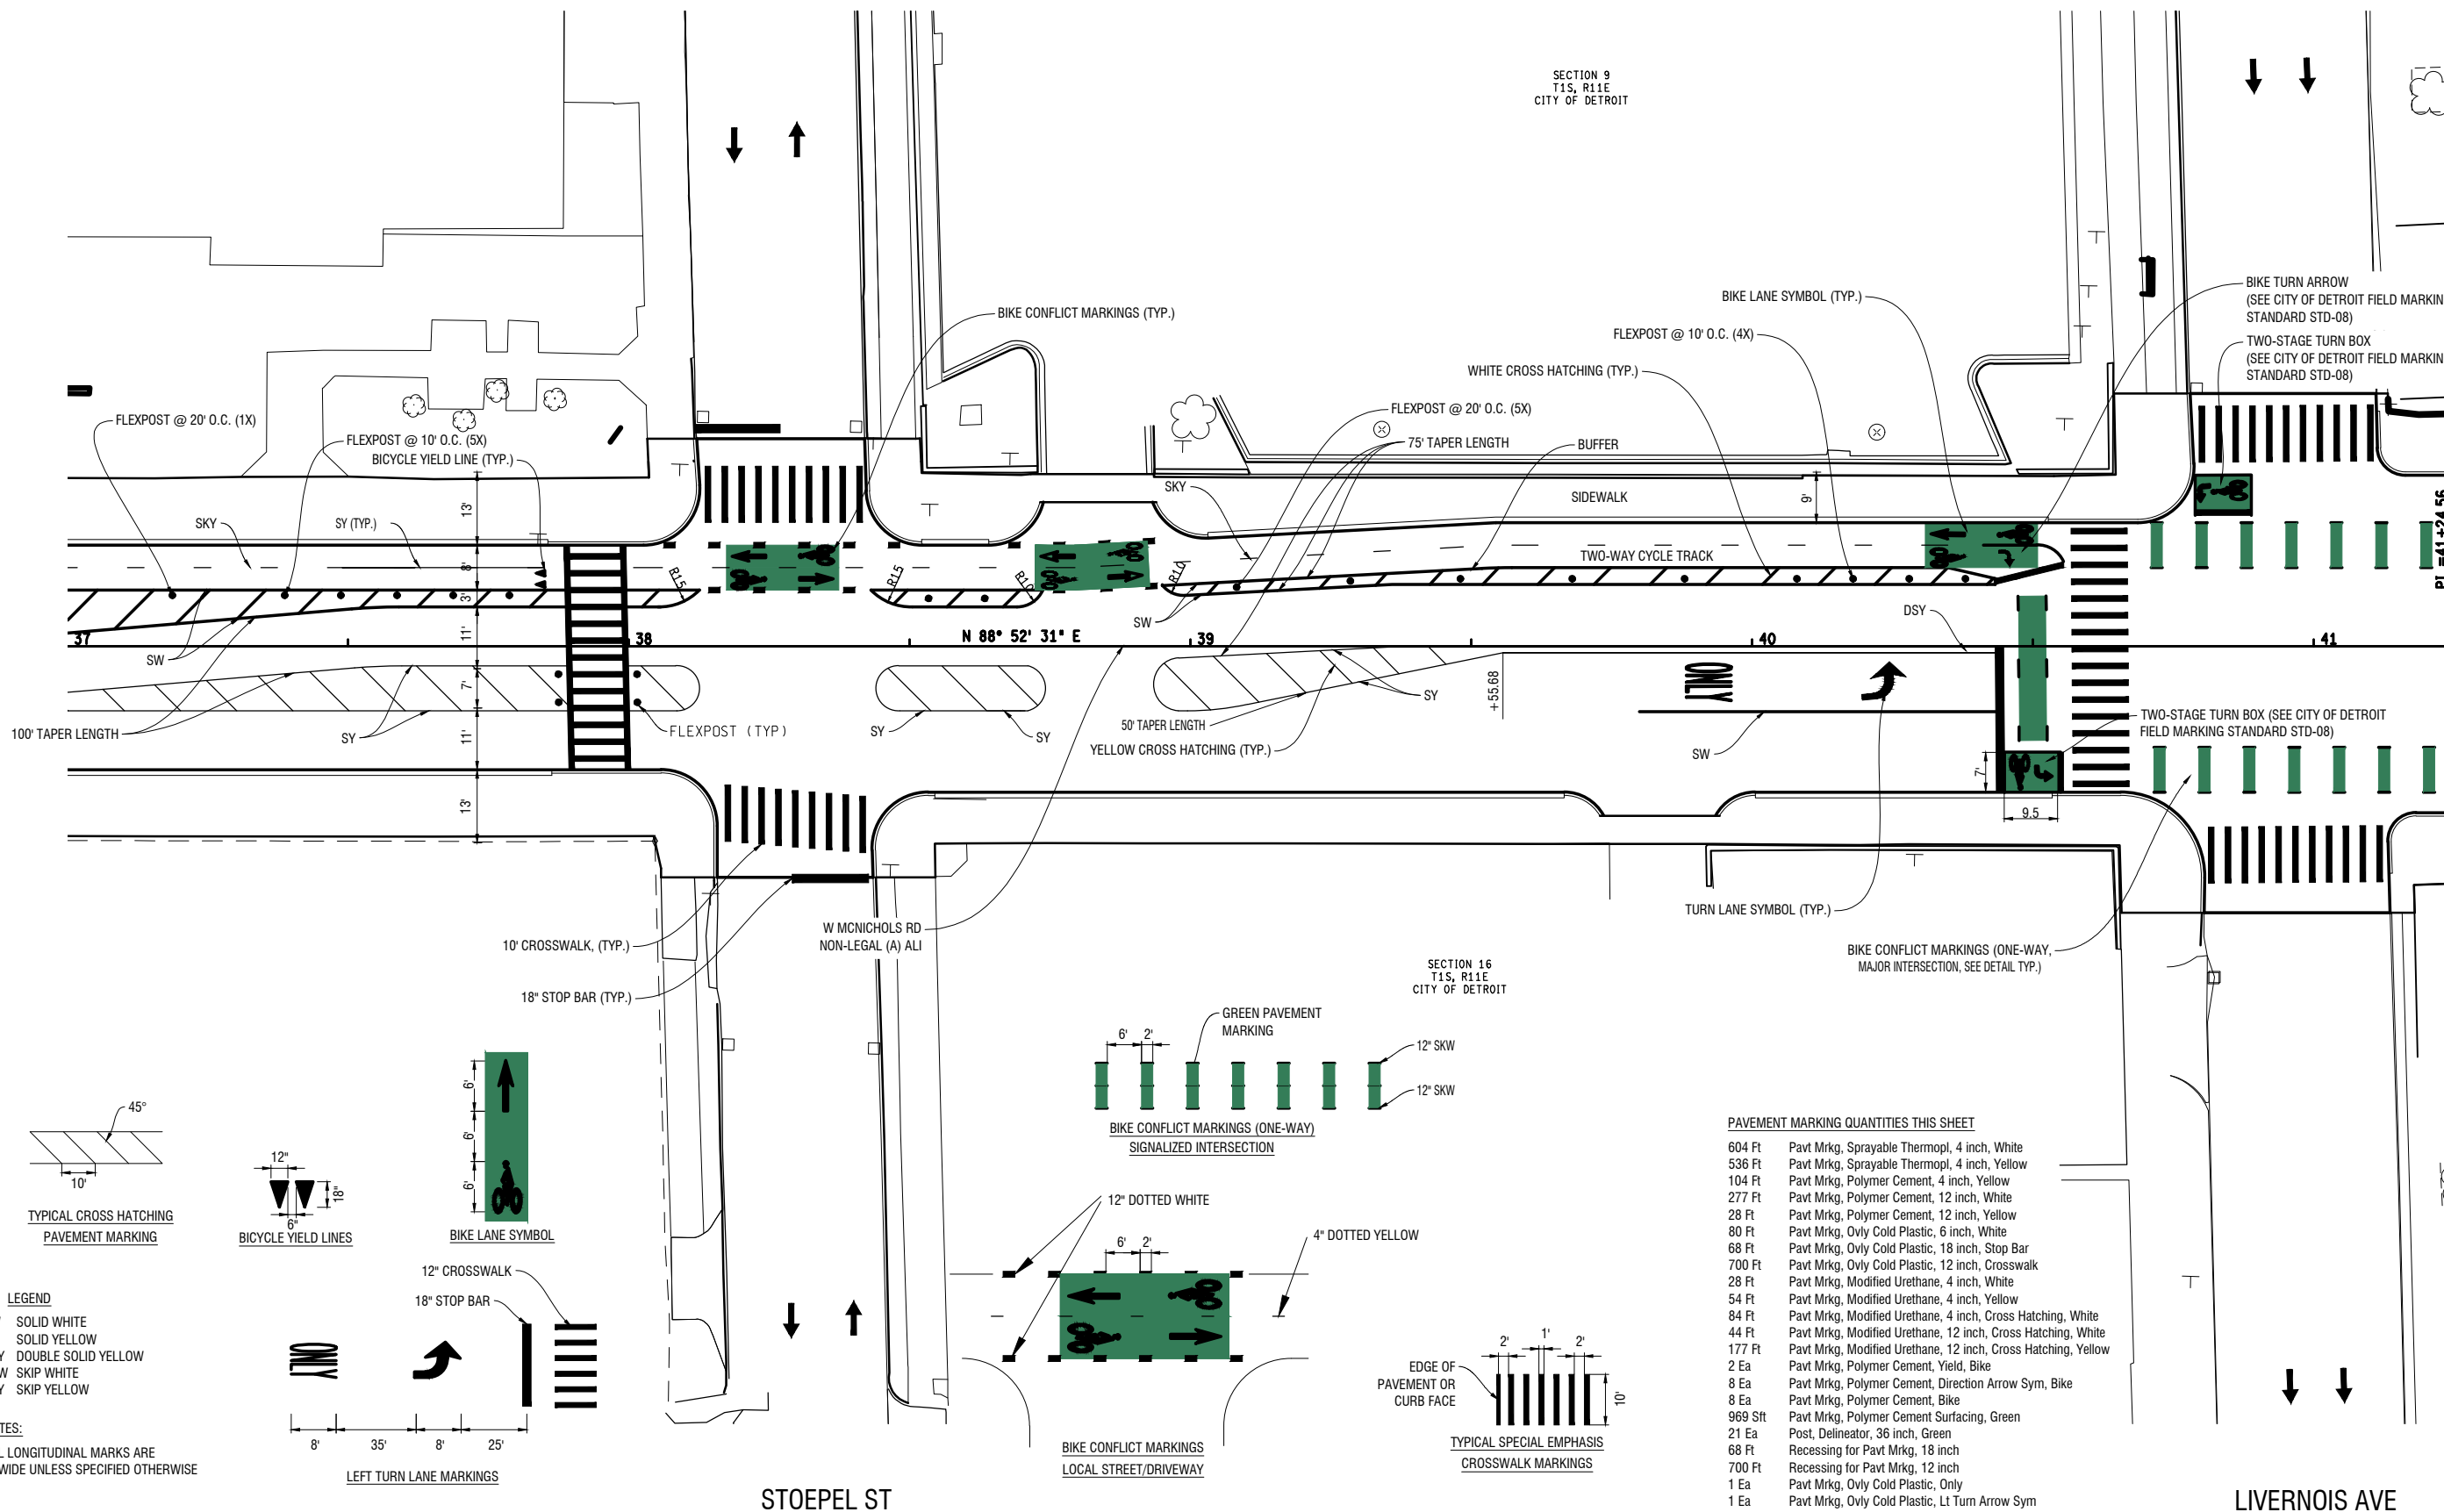 SECTION 9
T1S, R11E
CITY OF DETROIT
BIKE TURN ARROW
(SEE CITY OF DETROIT FIELD
STANDARD STD-08)
TWO-STAGE TURN BOX
(SEE CITY OF DETROIT FIELD
STANDARD STD-08)
BIKE CONFLICT MARKINGS (TYP.)
BIKE LANE SYMBOL (TYP.)
FLEXPOST @ 10' O.C. (4X)
WHITE CROSS HATCHING (TYP.)
FLEXPOST @ 20' O.C. (5X)
75' TAPER LENGTH
BUFFER
FLEXPOST @ 20' O.C. (1X)
FLEXPOST @ 10' O.C. (5X)
BICYCLE YIELD LINE (TYP.)
SKY
SY (TYP.)
SKY
SIDEWALK
9'
13'
8'
3'
11'
7'
11'
13'
R15
R15
R10
R10
TWO-WAY CYCLE TRACK
SW
SW
DSY
37
38
N 88° 52' 31" E
39
40
41
PI =41+24.56
100' TAPER LENGTH
SY
FLEXPOST (TYP)
SY
SY
50' TAPER LENGTH
YELLOW CROSS HATCHING (TYP.)
SY
+55.68
ONLY
SW
7'
9.5
TWO-STAGE TURN BOX (SEE CITY OF DETROIT
FIELD MARKING STANDARD STD-08)
TURN LANE SYMBOL (TYP.)
BIKE CONFLICT MARKINGS (ONE-WAY,
MAJOR INTERSECTION, SEE DETAIL TYP.)
W MCNICHOLS RD
NON-LEGAL (A) ALI
10' CROSSWALK, (TYP.)
18" STOP BAR (TYP.)
SECTION 16
T1S, R11E
CITY OF DETROIT
45°
10'
TYPICAL CROSS HATCHING
PAVEMENT MARKING
12"
18"
6"
BICYCLE YIELD LINES
6'
6'
6'
BIKE LANE SYMBOL
GREEN PAVEMENT
MARKING
6' 2'
12" SKW
12" SKW
BIKE CONFLICT MARKINGS (ONE-WAY)
SIGNALIZED INTERSECTION
12" DOTTED WHITE
6' 2'
4" DOTTED YELLOW
BIKE CONFLICT MARKINGS
LOCAL STREET/DRIVEWAY
LEGEND
SOLID WHITE
SOLID YELLOW
DOUBLE SOLID YELLOW
SKIP WHITE
SKIP YELLOW
LONGITUDINAL MARKS ARE
WIDE UNLESS SPECIFIED OTHERWISE
12" CROSSWALK
18" STOP BAR
ONLY
8' 35' 8' 25'
LEFT TURN LANE MARKINGS
2' 1' 2'
EDGE OF
PAVEMENT OR
CURB FACE
10'
TYPICAL SPECIAL EMPHASIS
CROSSWALK MARKINGS
PAVEMENT MARKING QUANTITIES THIS SHEET
604 Ft Pavt Mrkg, Sprayable Thermopl, 4 inch, White
536 Ft Pavt Mrkg, Sprayable Thermopl, 4 inch, Yellow
104 Ft Pavt Mrkg, Polymer Cement, 4 inch, Yellow
277 Ft Pavt Mrkg, Polymer Cement, 12 inch, White
28 Ft Pavt Mrkg, Polymer Cement, 12 inch, Yellow
80 Ft Pavt Mrkg, Ovly Cold Plastic, 6 inch, White
68 Ft Pavt Mrkg, Ovly Cold Plastic, 18 inch, Stop Bar
700 Ft Pavt Mrkg, Ovly Cold Plastic, 12 inch, Crosswalk
28 Ft Pavt Mrkg, Modified Urethane, 4 inch, White
54 Ft Pavt Mrkg, Modified Urethane, 4 inch, Yellow
84 Ft Pavt Mrkg, Modified Urethane, 4 inch, Cross Hatching, White
44 Ft Pavt Mrkg, Modified Urethane, 12 inch, Cross Hatching, White
177 Ft Pavt Mrkg, Modified Urethane, 12 inch, Cross Hatching, Yellow
2 Ea Pavt Mrkg, Polymer Cement, Yield, Bike
8 Ea Pavt Mrkg, Polymer Cement, Direction Arrow Sym, Bike
8 Ea Pavt Mrkg, Polymer Cement, Bike
969 Sft Pavt Mrkg, Polymer Cement Surfacing, Green
21 Ea Post, Delineator, 36 inch, Green
68 Ft Recessing for Pavt Mrkg, 18 inch
700 Ft Recessing for Pavt Mrkg, 12 inch
1 Ea Pavt Mrkg, Ovly Cold Plastic, Only
1 Ea Pavt Mrkg, Ovly Cold Plastic, Lt Turn Arrow Sym
STOEPEL ST
LIVERNOIS AVE